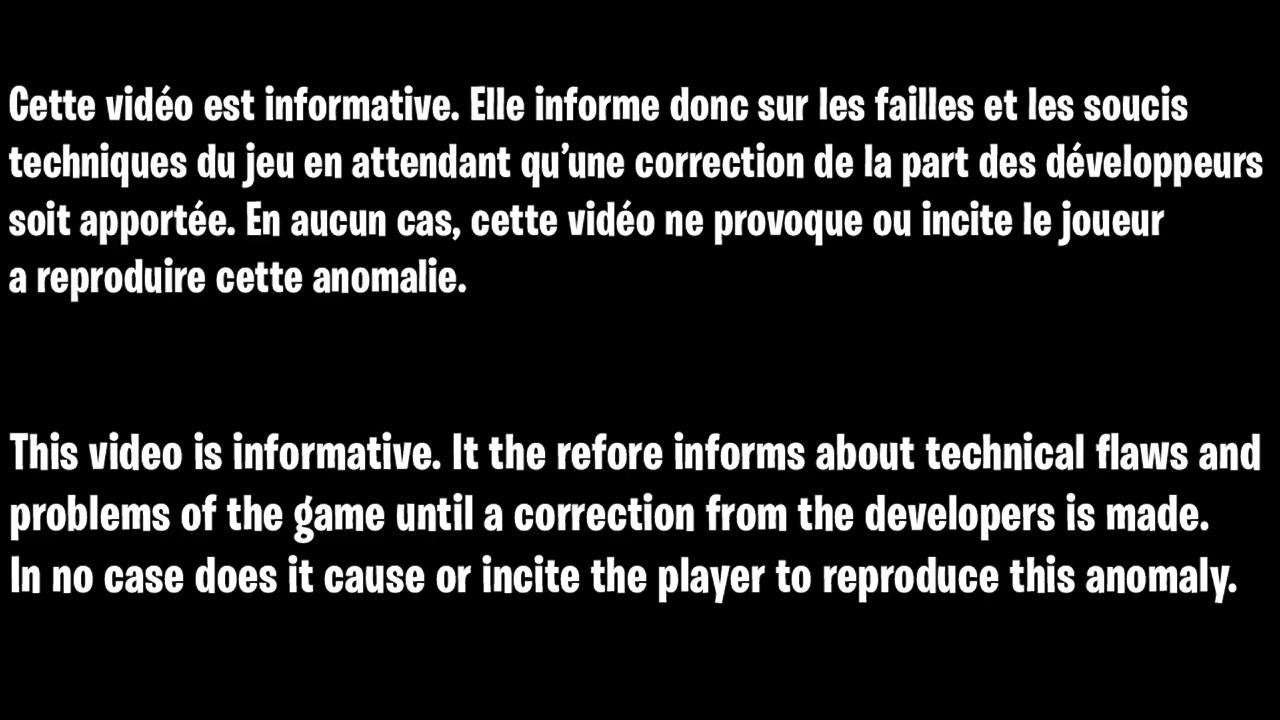 Cette vidéo est informative. Elle informe donc sur les failles et les soucis
techniques du jeu en attendant qu’une correction de la part des développeurs
soit apportée. En aucun cas, cette vidéo ne provoque ou incite le joueur
a reproduire cette anomalie.
This video is informative. It the refore informs about technical flaws and
problems of the game until a correction from the developers is made.
In no case does it cause or incite the player to reproduce this anomaly.